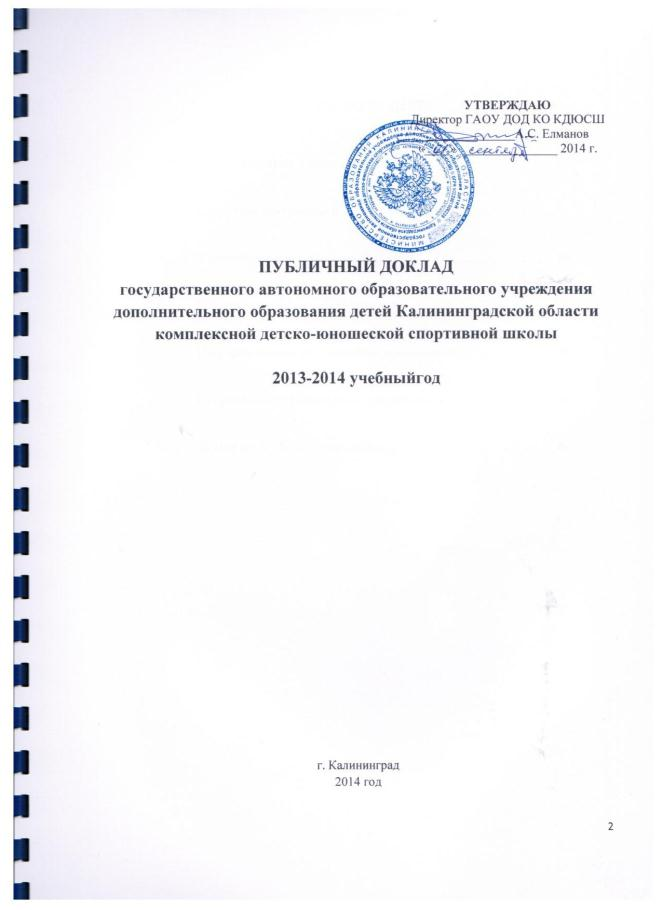 УТВЕРЖДАЮ
Директор ГАОУ ДОД КО КДЮСШ
А.С. Елманов
сентября 2014 г.
ПУБЛИЧНЫЙ ДОКЛАД
государственного автономного образовательного учреждения
дополнительного образования детей Калининградской области
комплексной детско-юношеской спортивной школы
2013-2014 учебныйгод
г. Калининград
2014 год
2